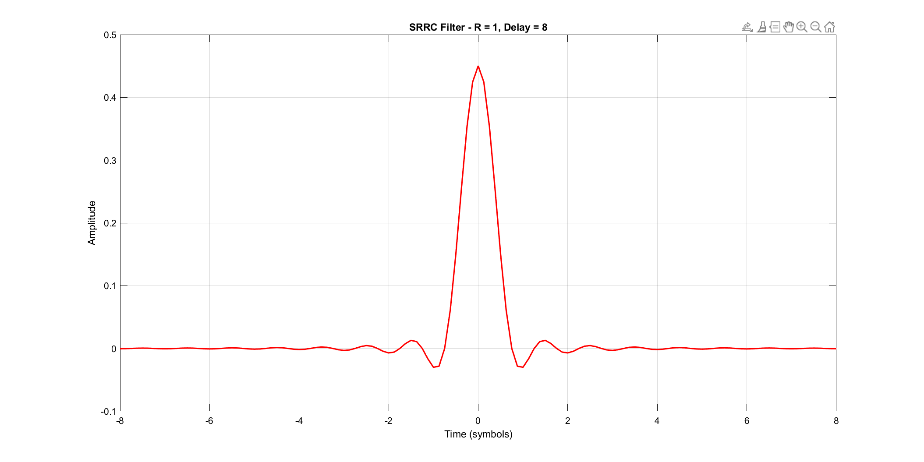 SRRC Filter - R = 1, Delay = 8
0.5
0.4
0.3
0.2
0.1
0
-0.1
Amplitude
-8 -6 -4 -2 0 2 4 6 8
Time (symbols)